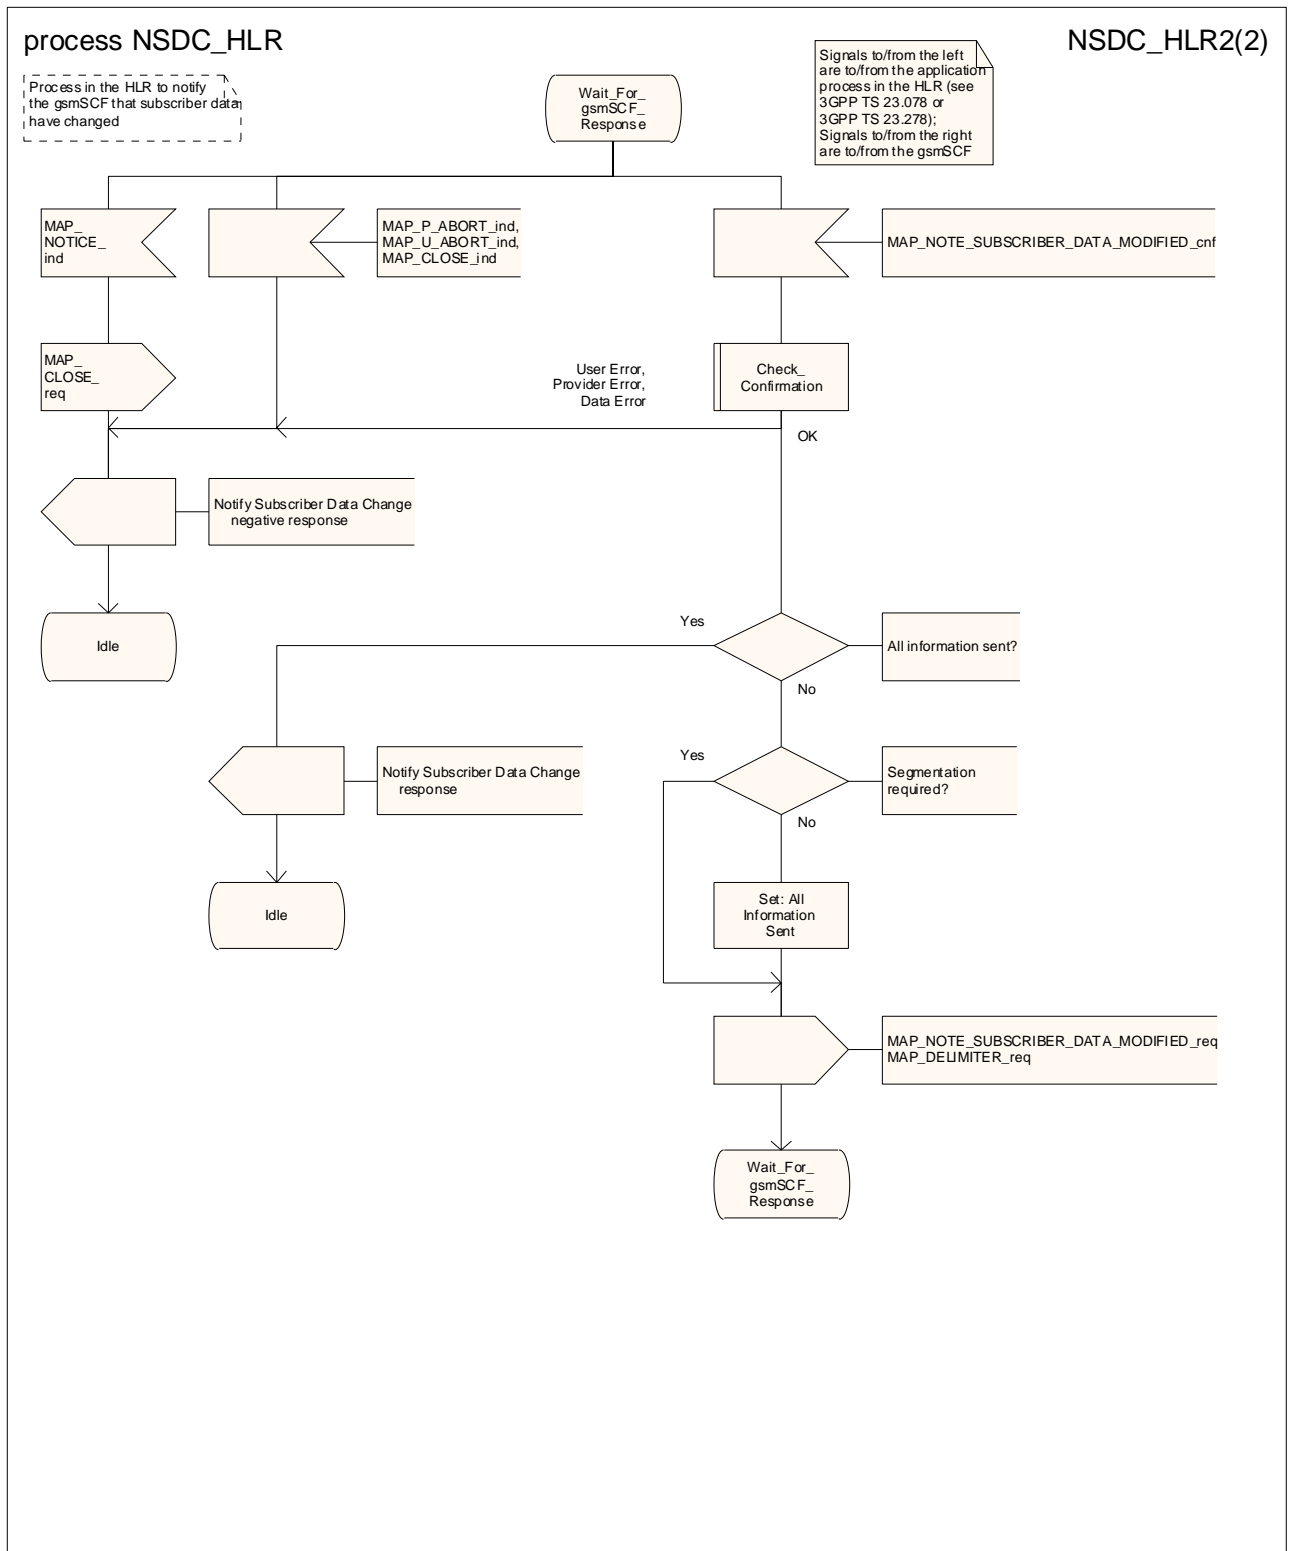 process NSDC_HLR
NSDC_HLR2(2)
Process in the HLR to notify
the gsmSCF that subscriber data
have changed
Wait_For_
gsmSCF_
Response
Signals to/from the left
are to/from the application
process in the HLR (see
3GPP TS 23.078 or
3GPP TS 23.278);
Signals to/from the right
are to/from the gsmSCF
MAP_
NOTICE_
ind
MAP_P_ABORT_ind,
MAP_U_ABORT_ind,
MAP_CLOSE_ind
MAP_NOTE_SUBSCRIBER_DATA_MODIFIED_cnf
MAP_
CLOSE_
req
User Error,
Provider Error,
Data Error
Check_
Confirmation
OK
Notify Subscriber Data Change
negative response
Idle
Yes
All information sent?
No
Notify Subscriber Data Change
response
Yes
Segmentation
required?
No
Idle
Set: All
Information
Sent
MAP_NOTE_SUBSCRIBER_DATA_MODIFIED_req
MAP_DELIMITER_req
Wait_For_
gsmSCF_
Response